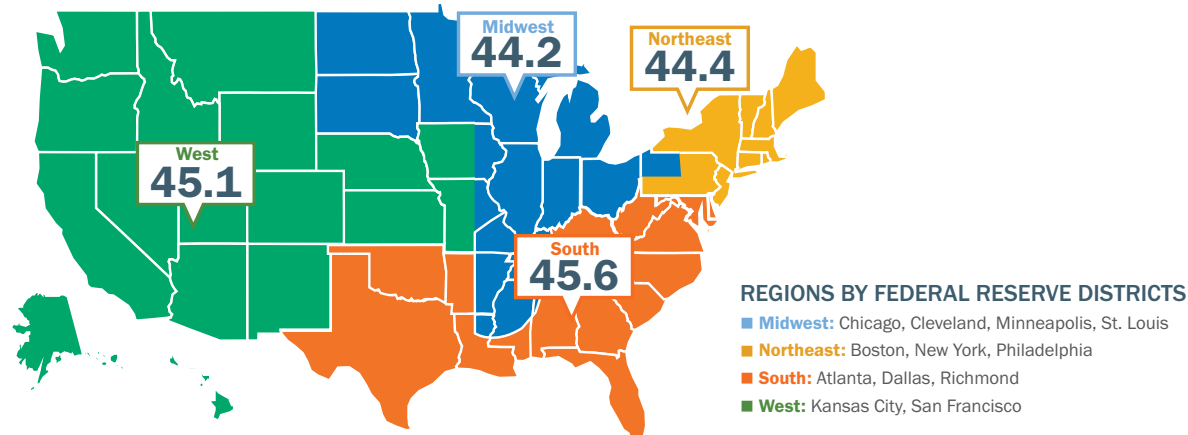 Midwest
44.2
Northeast
44.4
West
45.1
South
45.6
REGIONS BY FEDERAL RESERVE DISTRICTS
Midwest: Chicago, Cleveland, Minneapolis, St. Louis
Northeast: Boston, New York, Philadelphia
South: Atlanta, Dallas, Richmond
West: Kansas City, San Francisco